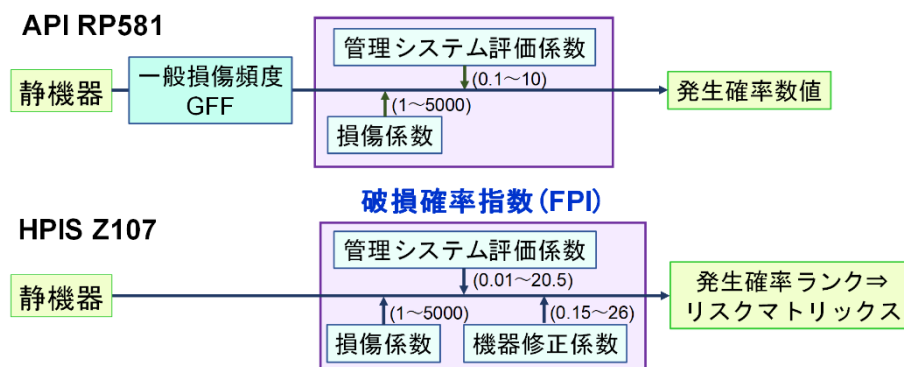 API RP581
静機器
一般損傷頻度
GFF
管理システム評価係数
(0.1～10)
(1～5000)
損傷係数
発生確率数値
破損確率指数(FPI)
HPIS Z107
静機器
管理システム評価係数
(0.01～20.5)
(1～5000)
(0.15～26)
損傷係数
機器修正係数
発生確率ランク⇒
リスクマトリックス